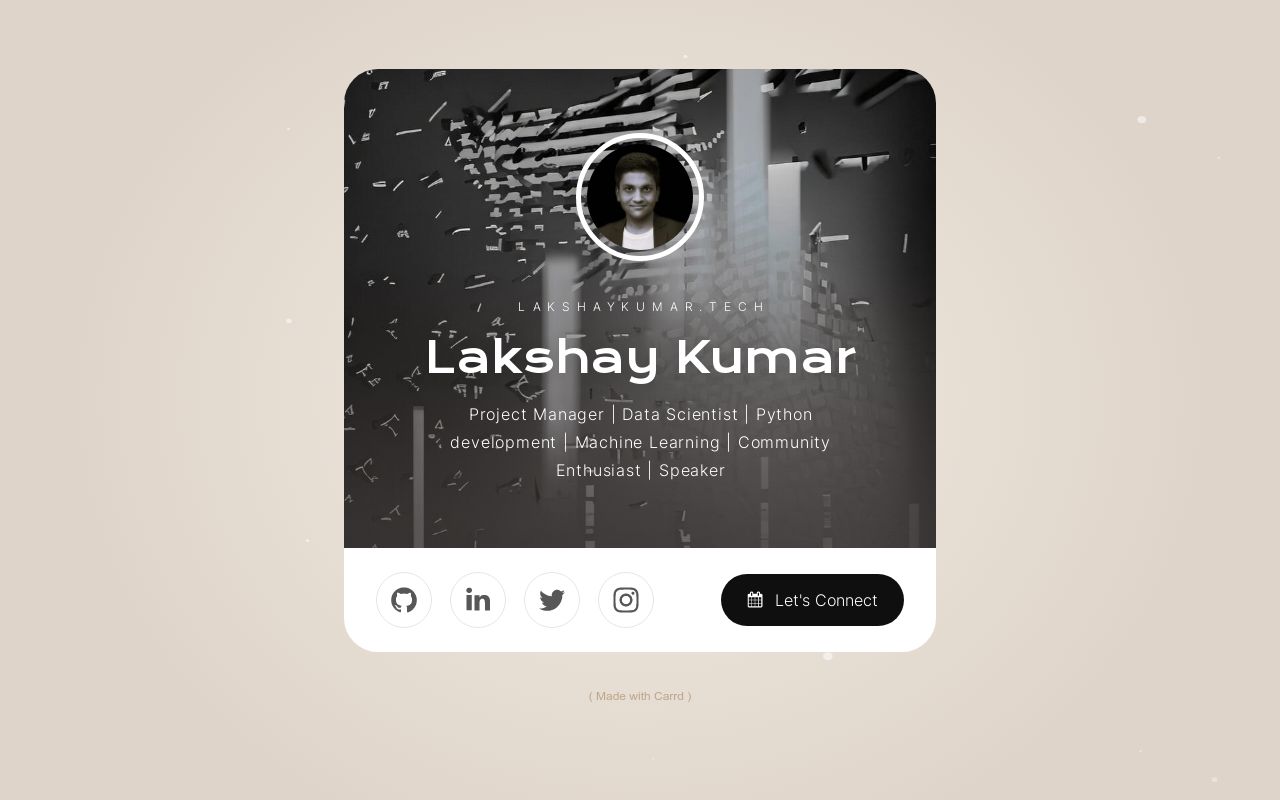 LAKSHAYKUMAR.TECH
Lakshay Kumar
Project Manager | Data Scientist | Python
development | Machine Learning | Community
Enthusiast | Speaker
Let's Connect
( Made with Carrd )